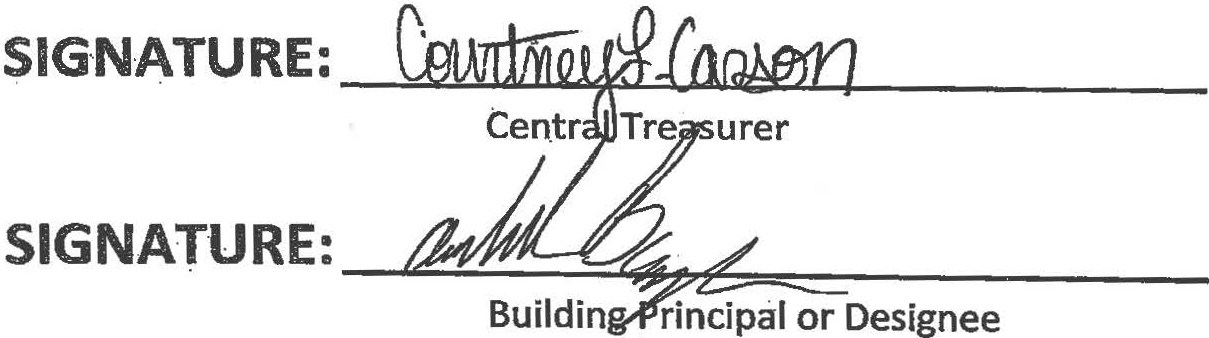 SIGNATURE: Courtney L. Carson
Central Treasurer
SIGNATURE:
Building Principal or Designee